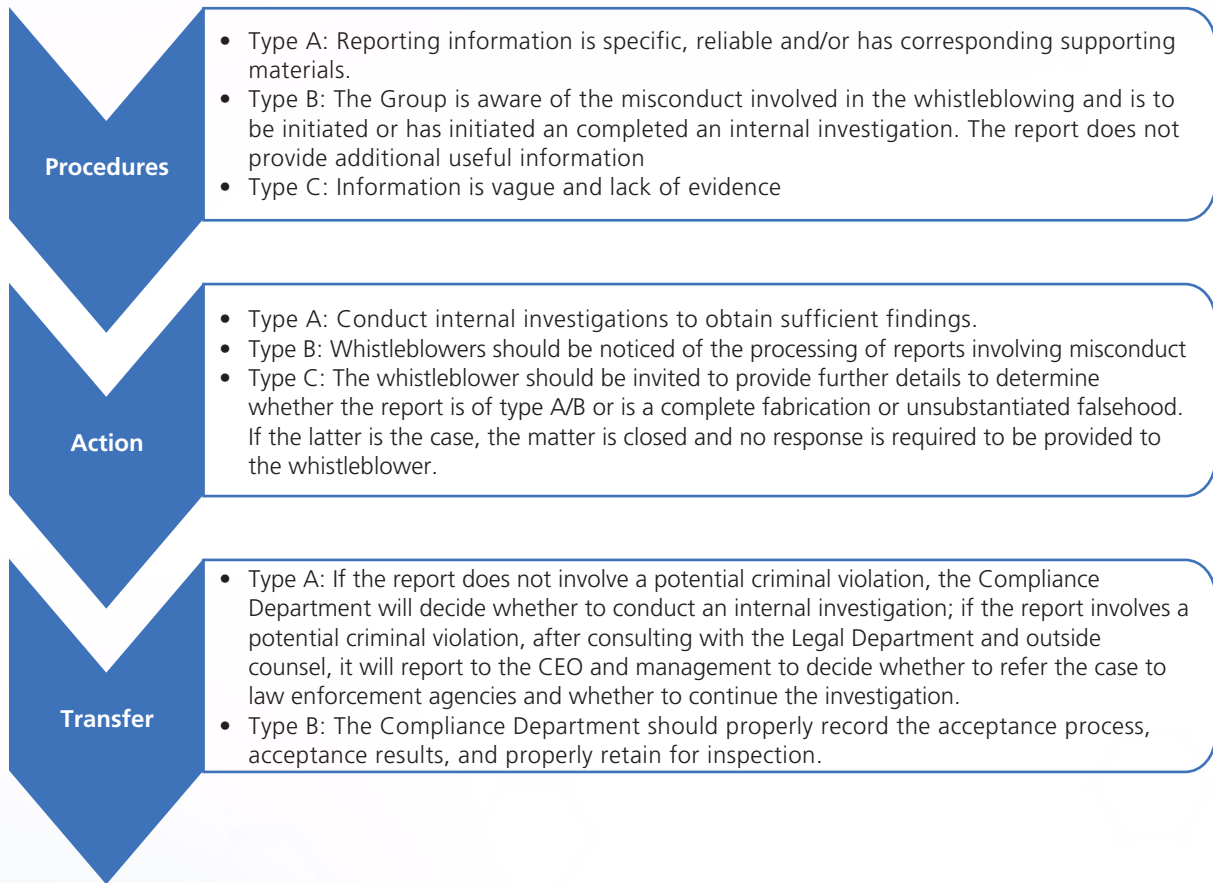 Procedures
• Type A: Reporting information is specific, reliable and/or has corresponding supporting
materials.
• Type B: The Group is aware of the misconduct involved in the whistleblowing and is to
be initiated or has initiated an completed an internal investigation. The report does not
provide additional useful information
• Type C: Information is vague and lack of evidence
Action
• Type A: Conduct internal investigations to obtain sufficient findings.
• Type B: Whistleblowers should be noticed of the processing of reports involving misconduct
• Type C: The whistleblower should be invited to provide further details to determine
whether the report is of type A/B or is a complete fabrication or unsubstantiated falsehood.
If the latter is the case, the matter is closed and no response is required to be provided to
the whistleblower.
Transfer
• Type A: If the report does not involve a potential criminal violation, the Compliance
Department will decide whether to conduct an internal investigation; if the report involves a
potential criminal violation, after consulting with the Legal Department and outside
counsel, it will report to the CEO and management to decide whether to refer the case to
law enforcement agencies and whether to continue the investigation.
• Type B: The Compliance Department should properly record the acceptance process,
acceptance results, and properly retain for inspection.